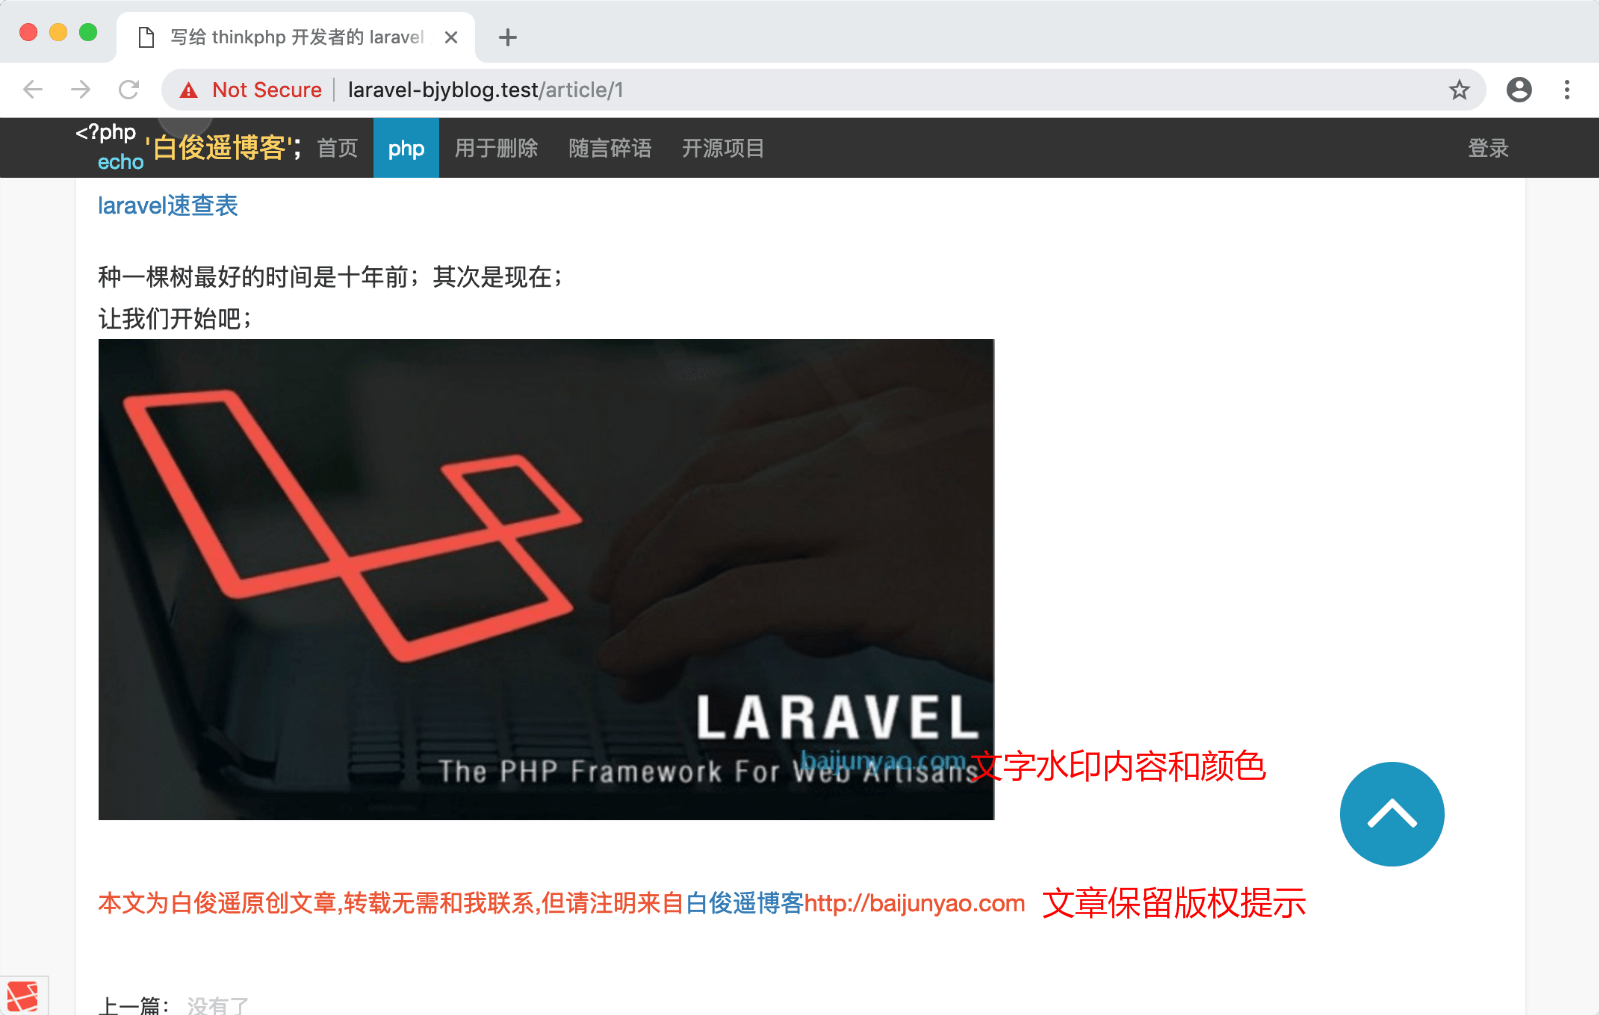 写给 thinkphp 开发者的 laravel
Not Secure laravel-bjyblog.test/article/1
<?php
echo '白俊遥博客'; 首页 php 用于删除 随言碎语 开源项目 登录
laravel速查表
种一棵树最好的时间是十年前；其次是现在；
让我们开始吧；
LARAVEL
baijunyao.com 文字水印内容和颜色
The PHP Framework For Web Artisans
本文为白俊遥原创文章,转载无需和我联系,但请注明来自白俊遥博客http://baijunyao.com 文章保留版权提示
上一篇： 没有了